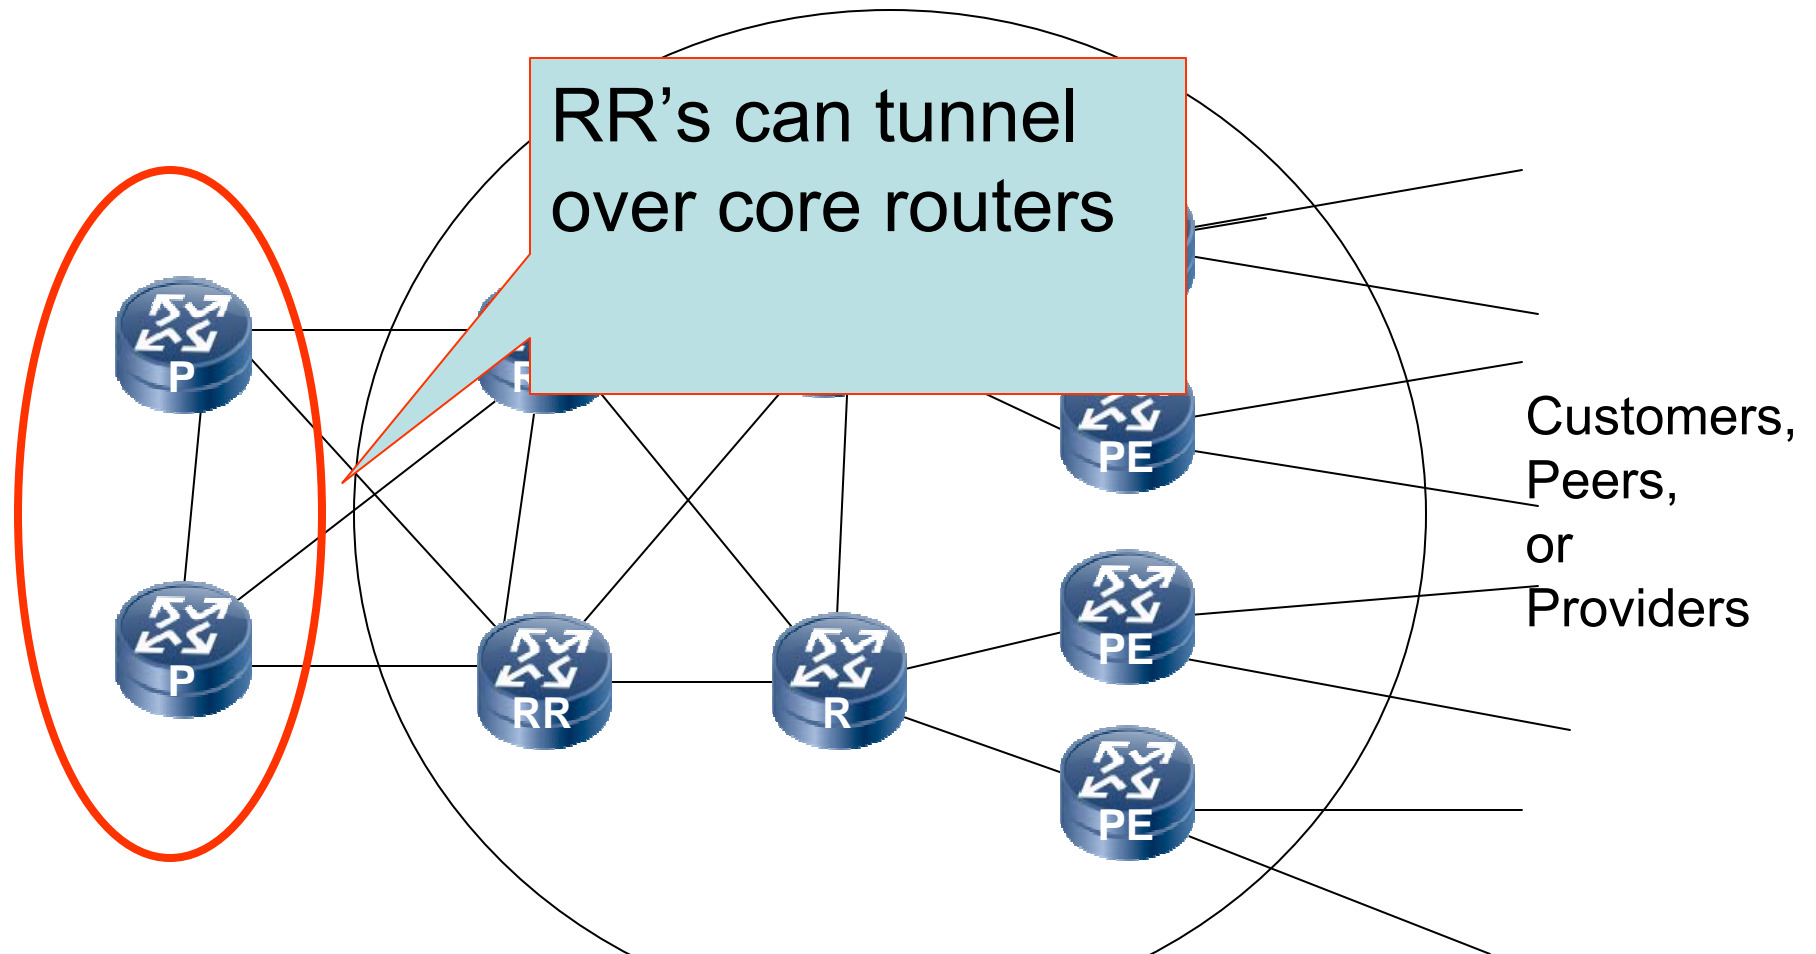 RR’s can tunnel
over core routers
P
PE
Customers,
Peers,
or
Providers
P
RR
R
PE
PE